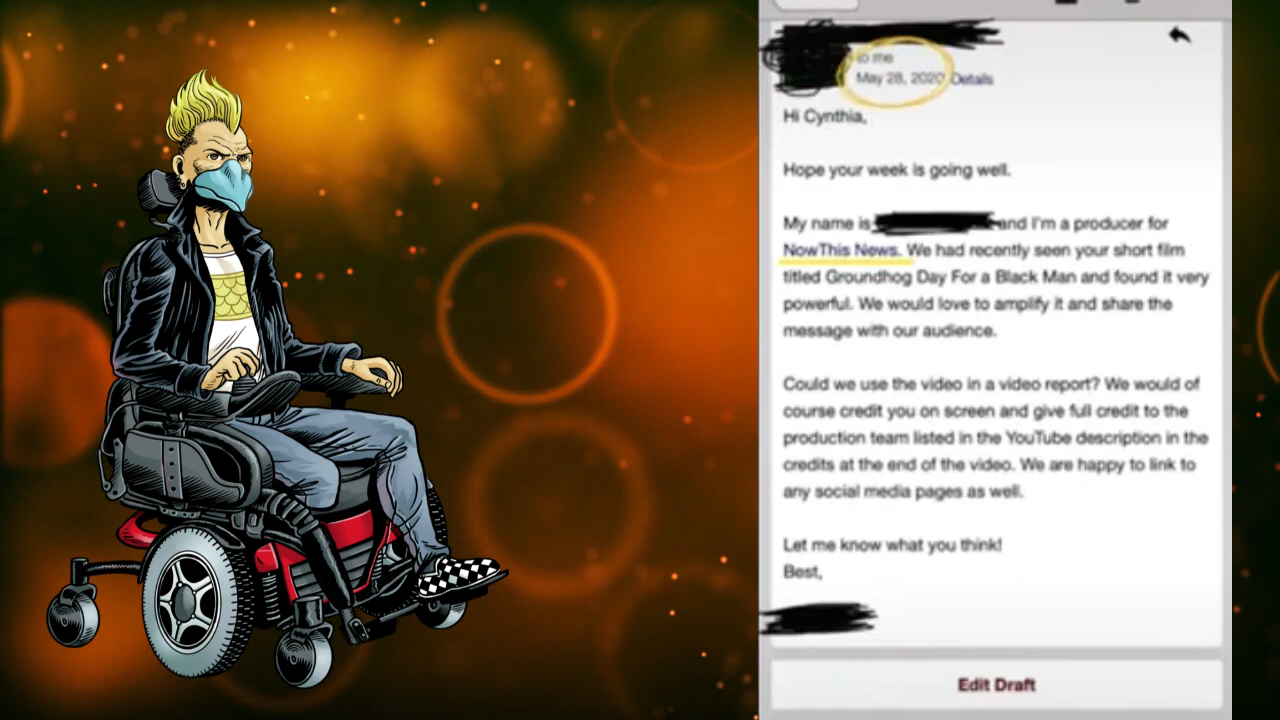 to me
May 28, 2020 Details
Hi Cynthia,
Hope your week is going well.
My name is and I'm a producer for
NowThis News. We had recently seen your short film
titled Groundhog Day For a Black Man and found it very
powerful. We would love to amplify it and share the
message with our audience.
Could we use the video in a video report? We would of
course credit you on screen and give full credit to the
production team listed in the YouTube description in the
credits at the end of the video. We are happy to link to
any social media pages as well.
Let me know what you think!
Best,
Edit Draft